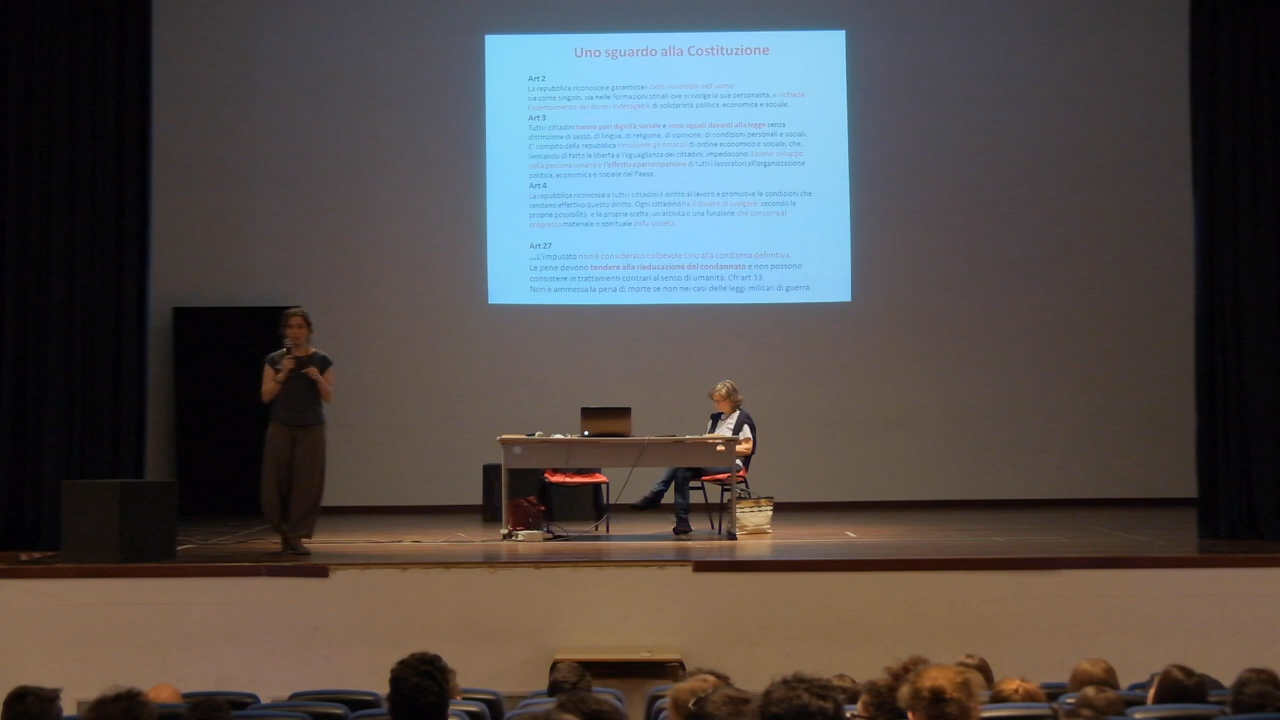 Uno sguardo alla Costituzione
Art 2
La repubblica riconosce e garantisce i diritti inviolabili dell'uomo
sia come singolo, sia nelle formazioni sociali ove si svolge la sua personalità, e richiede
l'adempimento dei doveri inderogabili di solidarietà politica, economica e sociale.
Art 3
Tutti i cittadini hanno pari dignità sociale e sono uguali davanti alla legge senza
distinzione di sesso, di lingua, di religione, di opinione, di condizioni personali e sociali.
E' compito della repubblica rimuovere gli ostacoli di ordine economico e sociale, che,
limitando di fatto la libertà e l'eguaglianza dei cittadini, impediscono il pieno sviluppo
della persona umana e l'effettiva partecipazione di tutti i lavoratori all'organizzazione
politica, economica e sociale del Paese.
Art 4
La repubblica riconosce a tutti i cittadini il diritto al lavoro e promuove le condizioni che
rendano effettivo questo diritto. Ogni cittadino ha il dovere di svolgere, secondo le
proprie possibilità e la propria scelta, un'attività o una funzione che concorra al
progresso materiale o spirituale della società.
Art 27
...L'imputato non è considerato colpevole sino alla condanna definitiva.
Le pene devono tendere alla rieducazione del condannato e non possono
consistere in trattamenti contrari al senso di umanità. Cfr art 13
Non è ammessa la pena di morte se non nei casi delle leggi militari di guerra.